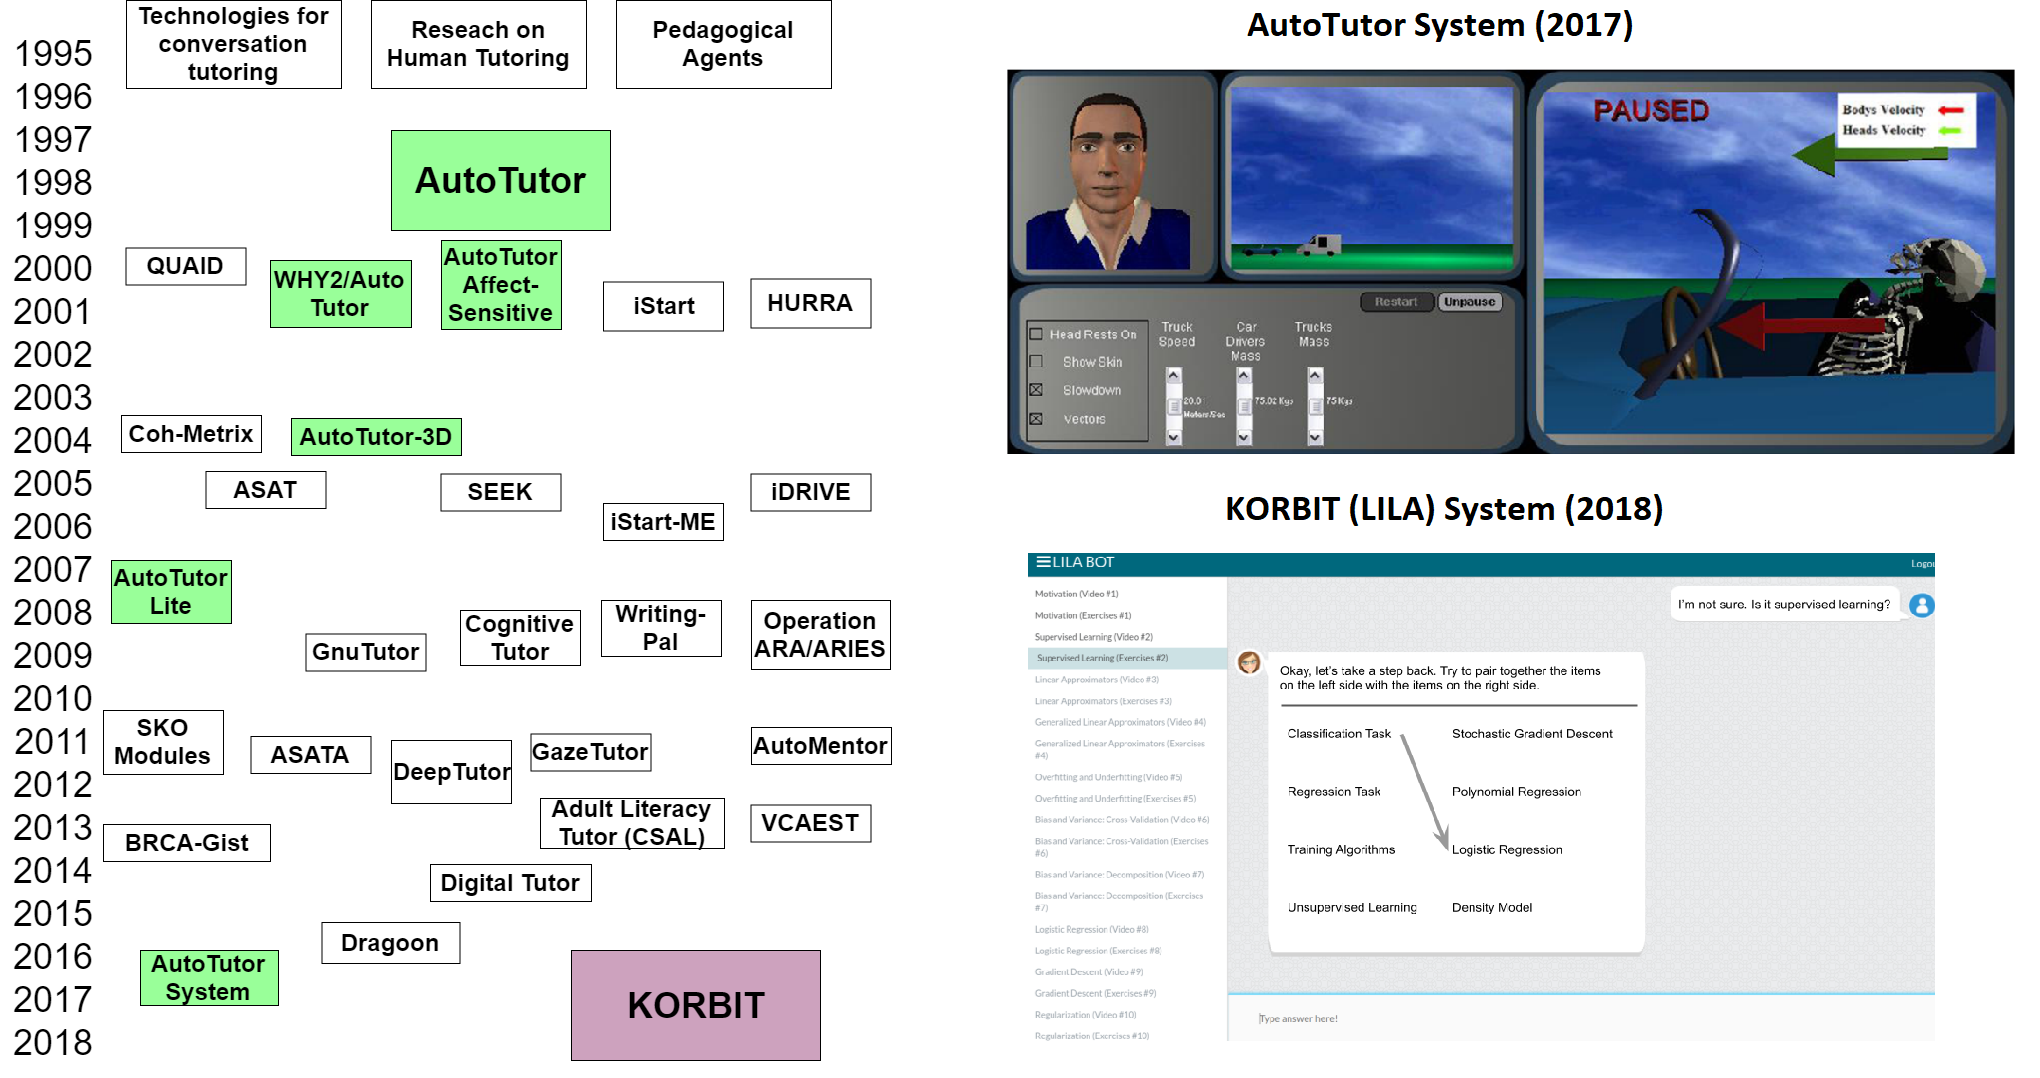 Technologies for
conversation
tutoring
Reseach on
Human Tutoring
Pedagogical
Agents
1995
1996
1997
1998
1999
2000
2001
2002
2003
2004
2005
2006
2007
2008
2009
2010
2011
2012
2013
2014
2015
2016
2017
2018
AutoTutor
QUAID
WHY2/Auto
Tutor
AutoTutor
Affect-
Sensitive
iStart
HURRA
Coh-Metrix
AutoTutor-3D
ASAT
SEEK
iStart-ME
iDRIVE
AutoTutor
Lite
GnuTutor
Cognitive
Tutor
Writing-
Pal
Operation
ARA/ARIES
SKO
Modules
ASATA
DeepTutor
GazeTutor
AutoMentor
Adult Literacy
Tutor (CSAL)
VCAEST
BRCA-Gist
Digital Tutor
Dragoon
AutoTutor
System
KORBIT
AutoTutor System (2017)
PAUSED
Bodys Velocity
Heads Velocity
Restart
Unpause
Head Rests On
Show Skin
Slowdown
Vectors
Truck
Speed
Car
Drivers
Mass
Trucks
Mass
20.0
Meters/Sec
75.02 Kgs
75 Kgs
KORBIT (LILA) System (2018)
LILA BOT
Logou
Motivation (Video #1)
Motivation (Exercises #1)
Supervised Learning (Video #2)
Supervised Learning (Exercises #2)
Linear Approximators (Video #3)
Linear Approximators (Exercises #3)
Generalized Linear Approximators (Video #4)
Generalized Linear Approximators (Exercises
#4)
Overfitting and Underfitting (Video #5)
Overfitting and Underfitting (Exercises #5)
Bias and Variance: Cross-Validation (Video #6)
Bias and Variance: Cross-Validation (Exercises
#6)
Bias and Variance: Decomposition (Video #7)
Bias and Variance: Decomposition (Exercises
#7)
Logistic Regression (Video #8)
Logistic Regression (Exercises #8)
Gradient Descent (Video #9)
Gradient Descent (Exercises #9)
Regularization (Video #10)
Regularization (Exercises #10)
I'm not sure. Is it supervised learning?
Okay, let's take a step back. Try to pair together the items
on the left side with the items on the right side.
Classification Task
Stochastic Gradient Descent
Regression Task
Polynomial Regression
Training Algorithms
Logistic Regression
Unsupervised Learning
Density Model
Type answer here!